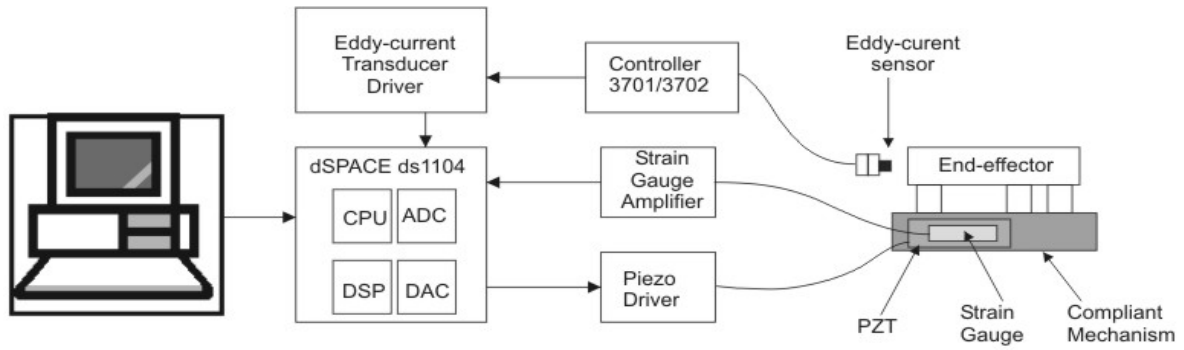 Eddy-current
Transducer
Driver
Controller
3701/3702
Eddy-curent
sensor
dSPACE ds1104
CPU
ADC
DSP
DAC
Strain
Gauge
Amplifier
End-effector
Piezo
Driver
PZT
Strain
Gauge
Compliant
Mechanism